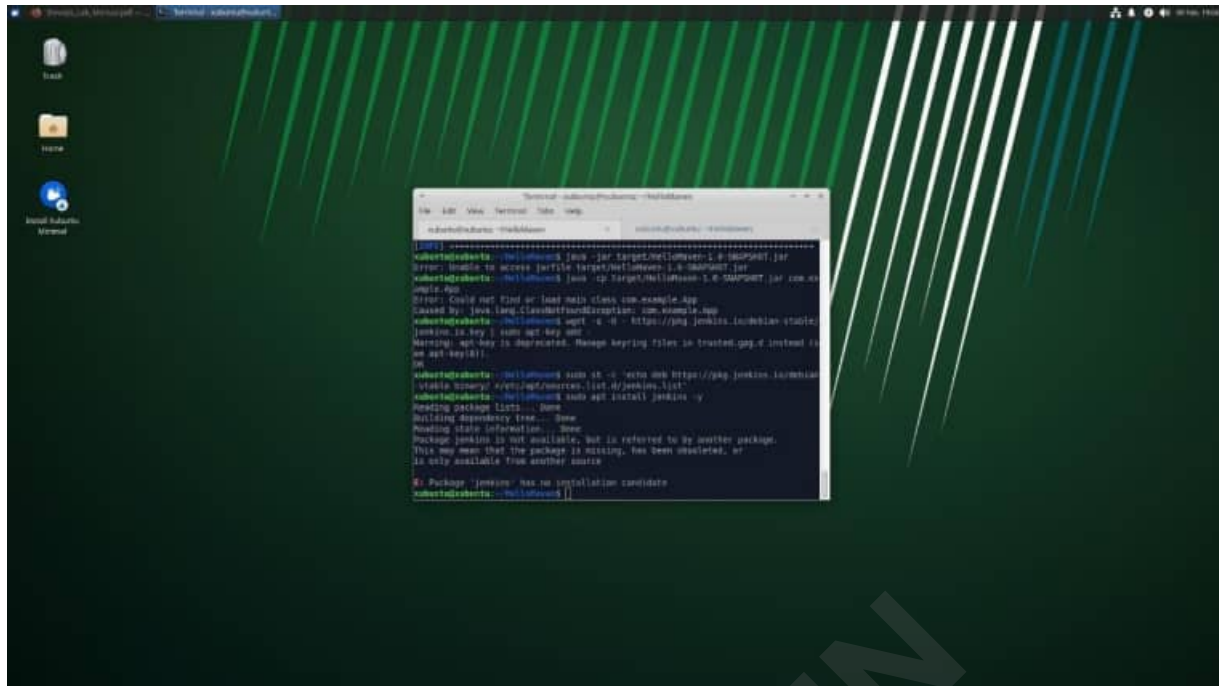 Terminal - xubuntu@xubuntu...
Trash
Home
Install Xubuntu
Minimal
Terminal - xubuntu@xubuntu: ~/HelloMaven
File Edit View Terminal Tabs Help
xubuntu@xubuntu: ~/HelloMaven
xubuntu@xubuntu: ~/HelloMaven
[INFO]
xubuntu@xubuntu:~/HelloMaven$ java -jar target/HelloMaven-1.0-SNAPSHOT.jar
Error: Unable to access jarfile target/HelloMaven-1.0-SNAPSHOT.jar
xubuntu@xubuntu:~/HelloMaven$ java -cp target/HelloMaven-1.0-SNAPSHOT.jar com.ex
ample.App
Error: Could not find or load main class com.example.App
Caused by: java.lang.ClassNotFoundException: com.example.App
xubuntu@xubuntu:~/HelloMaven$ wget -q -O - https://pkg.jenkins.io/debian-stable/
jenkins.io.key | sudo apt-key add -
Warning: apt-key is deprecated. Manage keyring files in trusted.gpg.d instead (s
ee apt-key(8)).
OK
xubuntu@xubuntu:~/HelloMaven$ sudo sh -c 'echo deb https://pkg.jenkins.io/debian
-stable binary/ >/etc/apt/sources.list.d/jenkins.list'
xubuntu@xubuntu:~/HelloMaven$ sudo apt install jenkins -y
Reading package lists... Done
Building dependency tree... Done
Reading state information... Done
Package jenkins is not available, but is referred to by another package.
This may mean that the package is missing, has been obsoleted, or
is only available from another source
E: Package 'jenkins' has no installation candidate
xubuntu@xubuntu:~/HelloMaven$